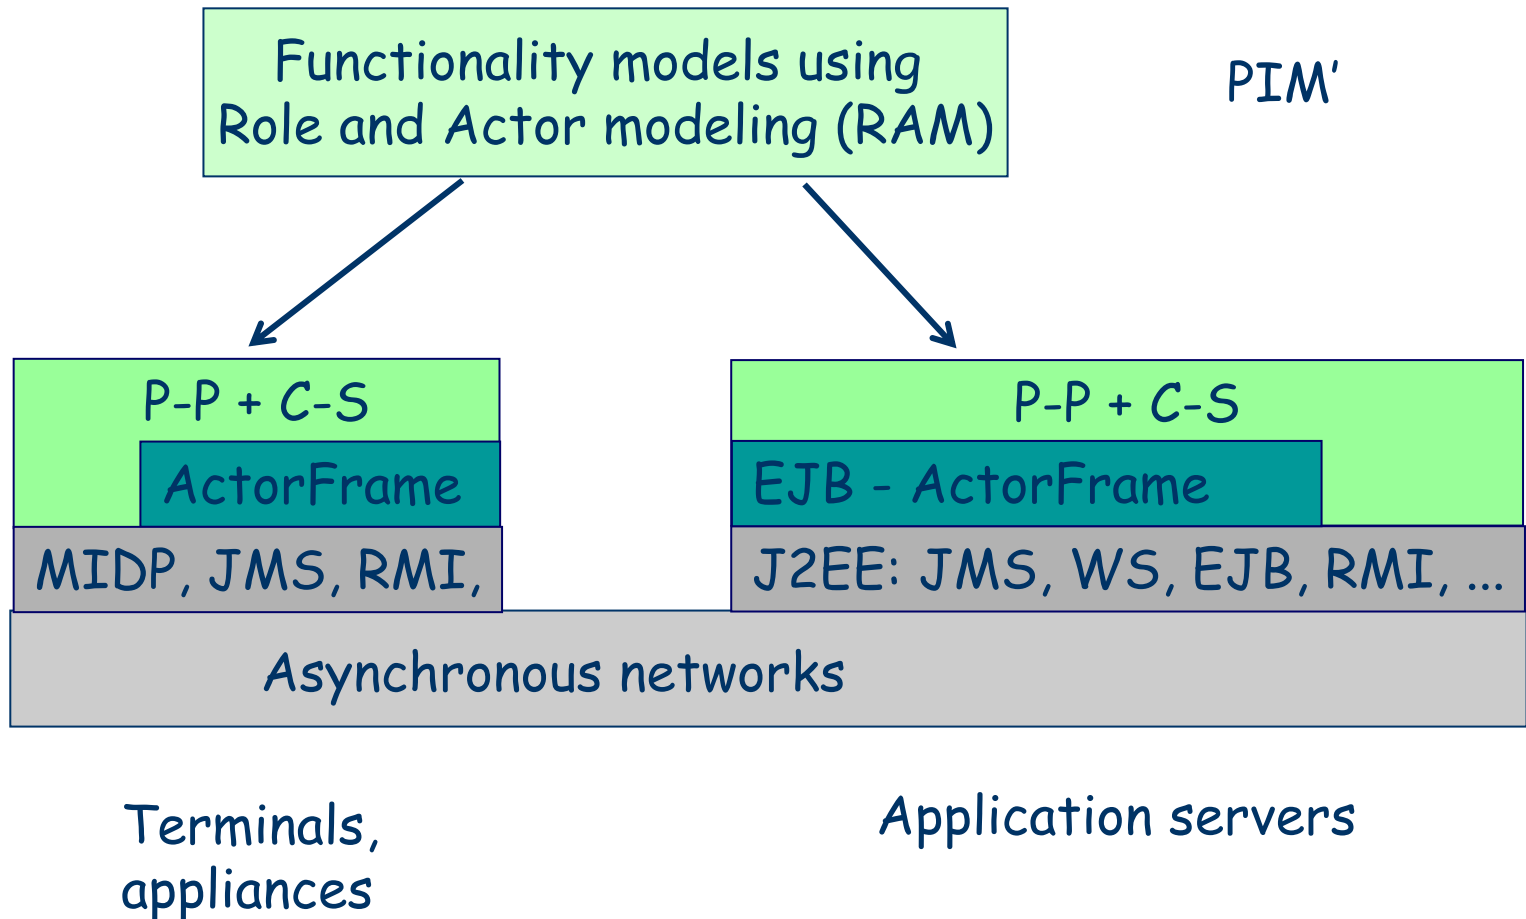 Functionality models using
Role and Actor modeling (RAM)
PIM'
P-P + C-S
ActorFrame
MIDP, JMS, RMI,
P-P + C-S
EJB - ActorFrame
J2EE: JMS, WS, EJB, RMI, ...
Asynchronous networks
Terminals,
appliances
Application servers